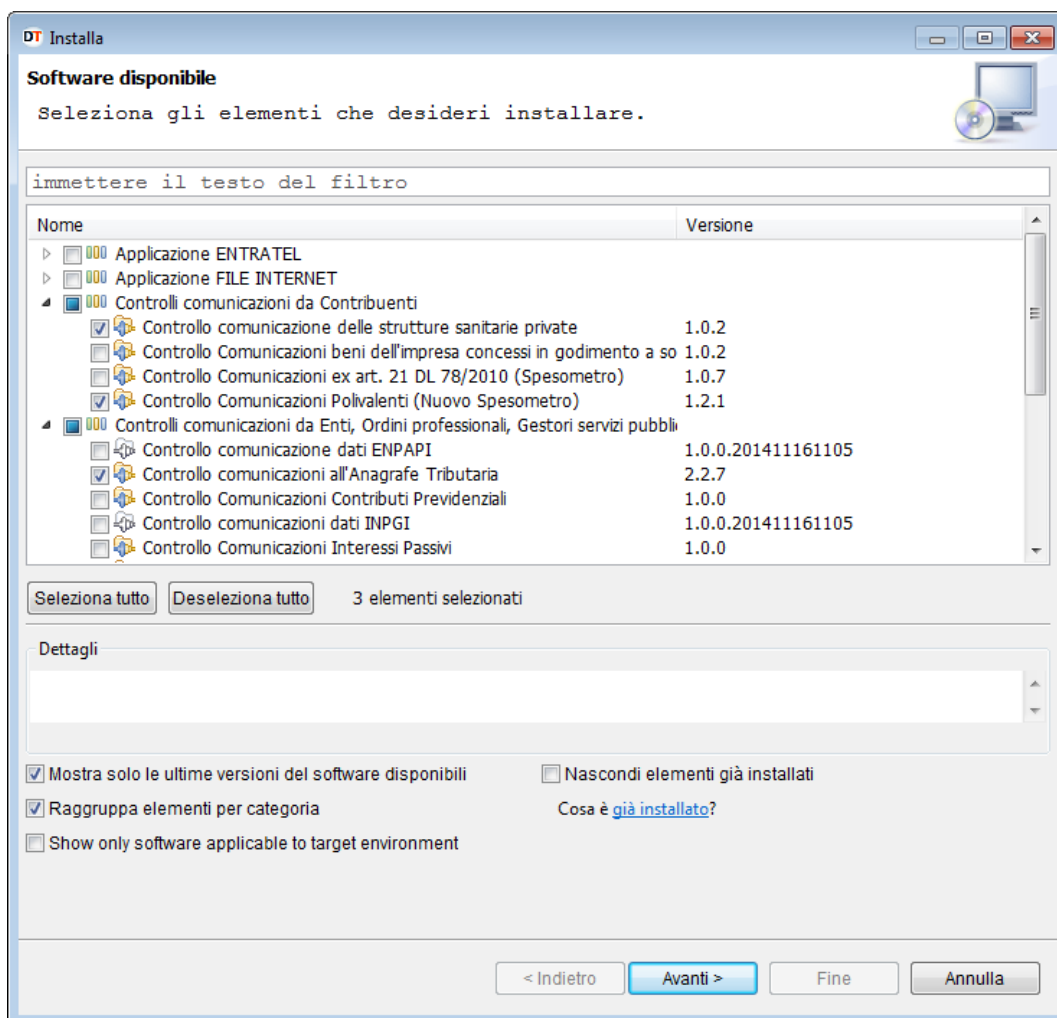 DT Installa
Software disponibile
Seleziona gli elementi che desideri installare.
immettere il testo del filtro
Nome Versione
Applicazione ENTRATEL
Applicazione FILE INTERNET
Controlli comunicazioni da Contribuenti
Controllo comunicazione delle strutture sanitarie private 1.0.2
Controllo Comunicazioni beni dell'impresa concessi in godimento a so 1.0.2
Controllo Comunicazioni ex art. 21 DL 78/2010 (Spesometro) 1.0.7
Controllo Comunicazioni Polivalenti (Nuovo Spesometro) 1.2.1
Controlli comunicazioni da Enti, Ordini professionali, Gestori servizi pubbli
Controllo comunicazione dati ENPAPI 1.0.0.201411161105
Controllo comunicazioni all'Anagrafe Tributaria 2.2.7
Controllo Comunicazioni Contributi Previdenziali 1.0.0
Controllo comunicazioni dati INPGI 1.0.0.201411161105
Controllo Comunicazioni Interessi Passivi 1.0.0
Seleziona tutto Deseleziona tutto 3 elementi selezionati
Dettagli
Mostra solo le ultime versioni del software disponibili Nascondi elementi già installati
Raggruppa elementi per categoria Cosa è già installato?
Show only software applicable to target environment
< Indietro Avanti > Fine Annulla